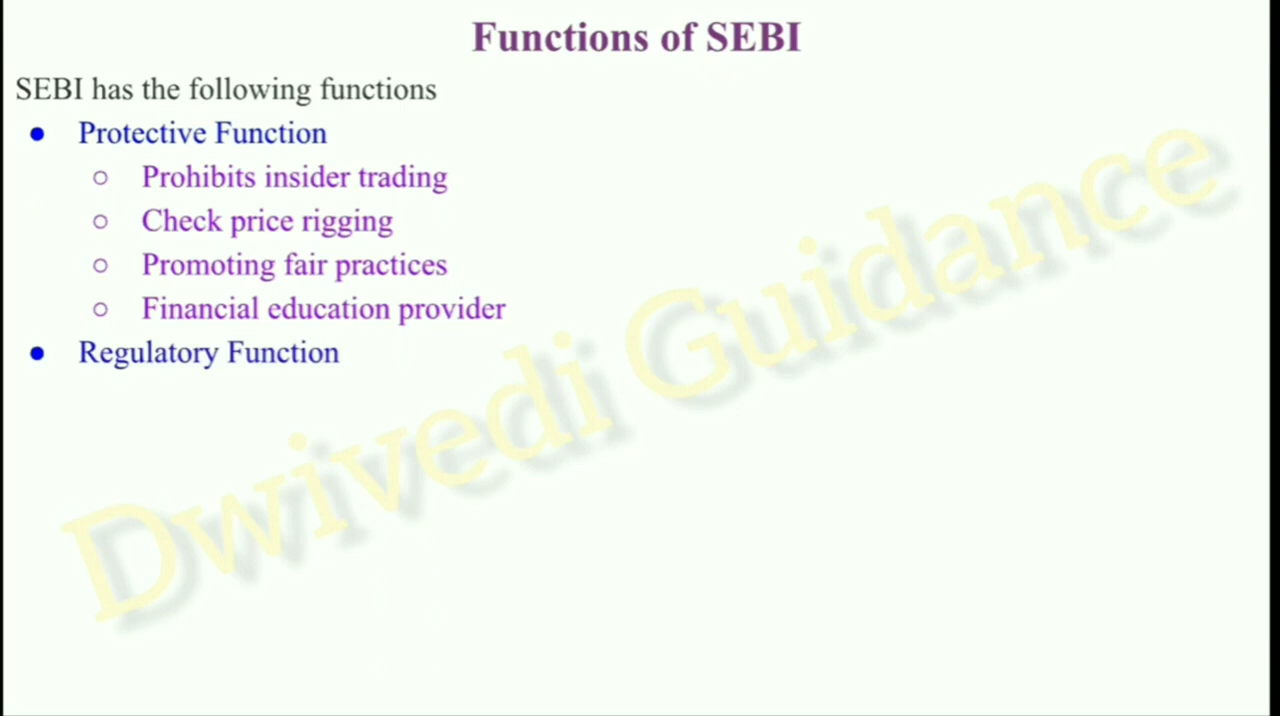 Functions of SEBI
SEBI has the following functions
● Protective Function
○ Prohibits insider trading
○ Check price rigging
○ Promoting fair practices
○ Financial education provider
● Regulatory Function
Dwivedi Guidance